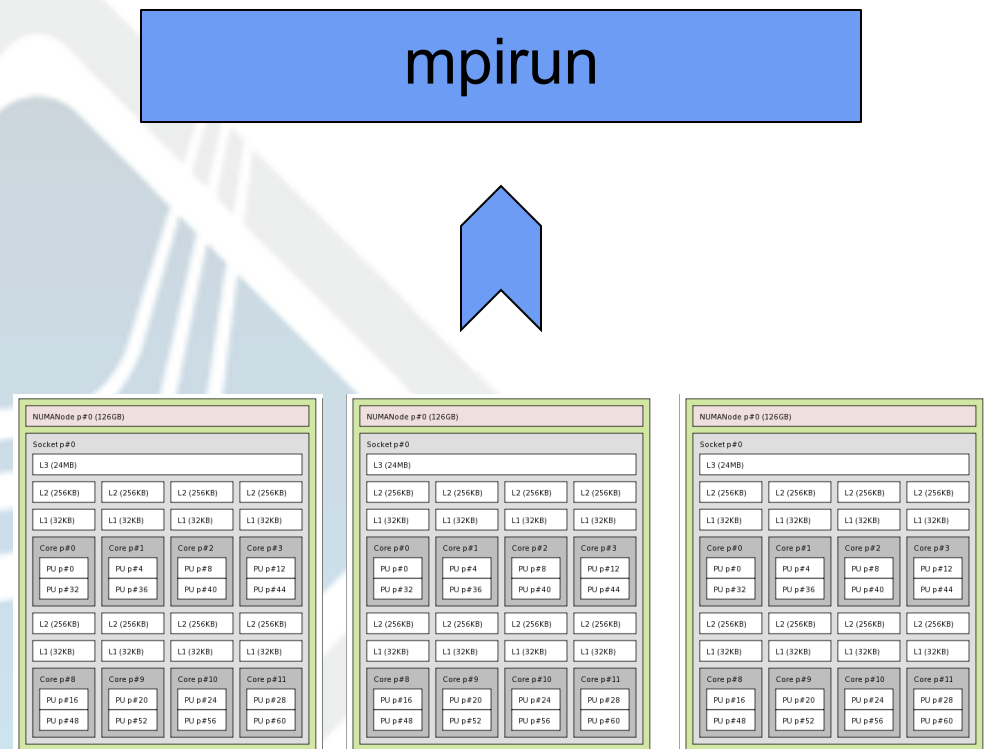 mpirun
NUMANode p#0 (126GB)
Socket p#0
L3 (24MB)
L2 (256KB) L2 (256KB) L2 (256KB) L2 (256KB)
L1 (32KB) L1 (32KB) L1 (32KB) L1 (32KB)
Core p#0 Core p#1 Core p#2 Core p#3
PU p#0 PU p#4 PU p#8 PU p#12
PU p#32 PU p#36 PU p#40 PU p#44
L2 (256KB) L2 (256KB) L2 (256KB) L2 (256KB)
L1 (32KB) L1 (32KB) L1 (32KB) L1 (32KB)
Core p#8 Core p#9 Core p#10 Core p#11
PU p#16 PU p#20 PU p#24 PU p#28
PU p#48 PU p#52 PU p#56 PU p#60
NUMANode p#0 (126GB)
Socket p#0
L3 (24MB)
L2 (256KB) L2 (256KB) L2 (256KB) L2 (256KB)
L1 (32KB) L1 (32KB) L1 (32KB) L1 (32KB)
Core p#0 Core p#1 Core p#2 Core p#3
PU p#0 PU p#4 PU p#8 PU p#12
PU p#32 PU p#36 PU p#40 PU p#44
L2 (256KB) L2 (256KB) L2 (256KB) L2 (256KB)
L1 (32KB) L1 (32KB) L1 (32KB) L1 (32KB)
Core p#8 Core p#9 Core p#10 Core p#11
PU p#16 PU p#20 PU p#24 PU p#28
PU p#48 PU p#52 PU p#56 PU p#60
NUMANode p#0 (126GB)
Socket p#0
L3 (24MB)
L2 (256KB) L2 (256KB) L2 (256KB) L2 (256KB)
L1 (32KB) L1 (32KB) L1 (32KB) L1 (32KB)
Core p#0 Core p#1 Core p#2 Core p#3
PU p#0 PU p#4 PU p#8 PU p#12
PU p#32 PU p#36 PU p#40 PU p#44
L2 (256KB) L2 (256KB) L2 (256KB) L2 (256KB)
L1 (32KB) L1 (32KB) L1 (32KB) L1 (32KB)
Core p#8 Core p#9 Core p#10 Core p#11
PU p#16 PU p#20 PU p#24 PU p#28
PU p#48 PU p#52 PU p#56 PU p#60